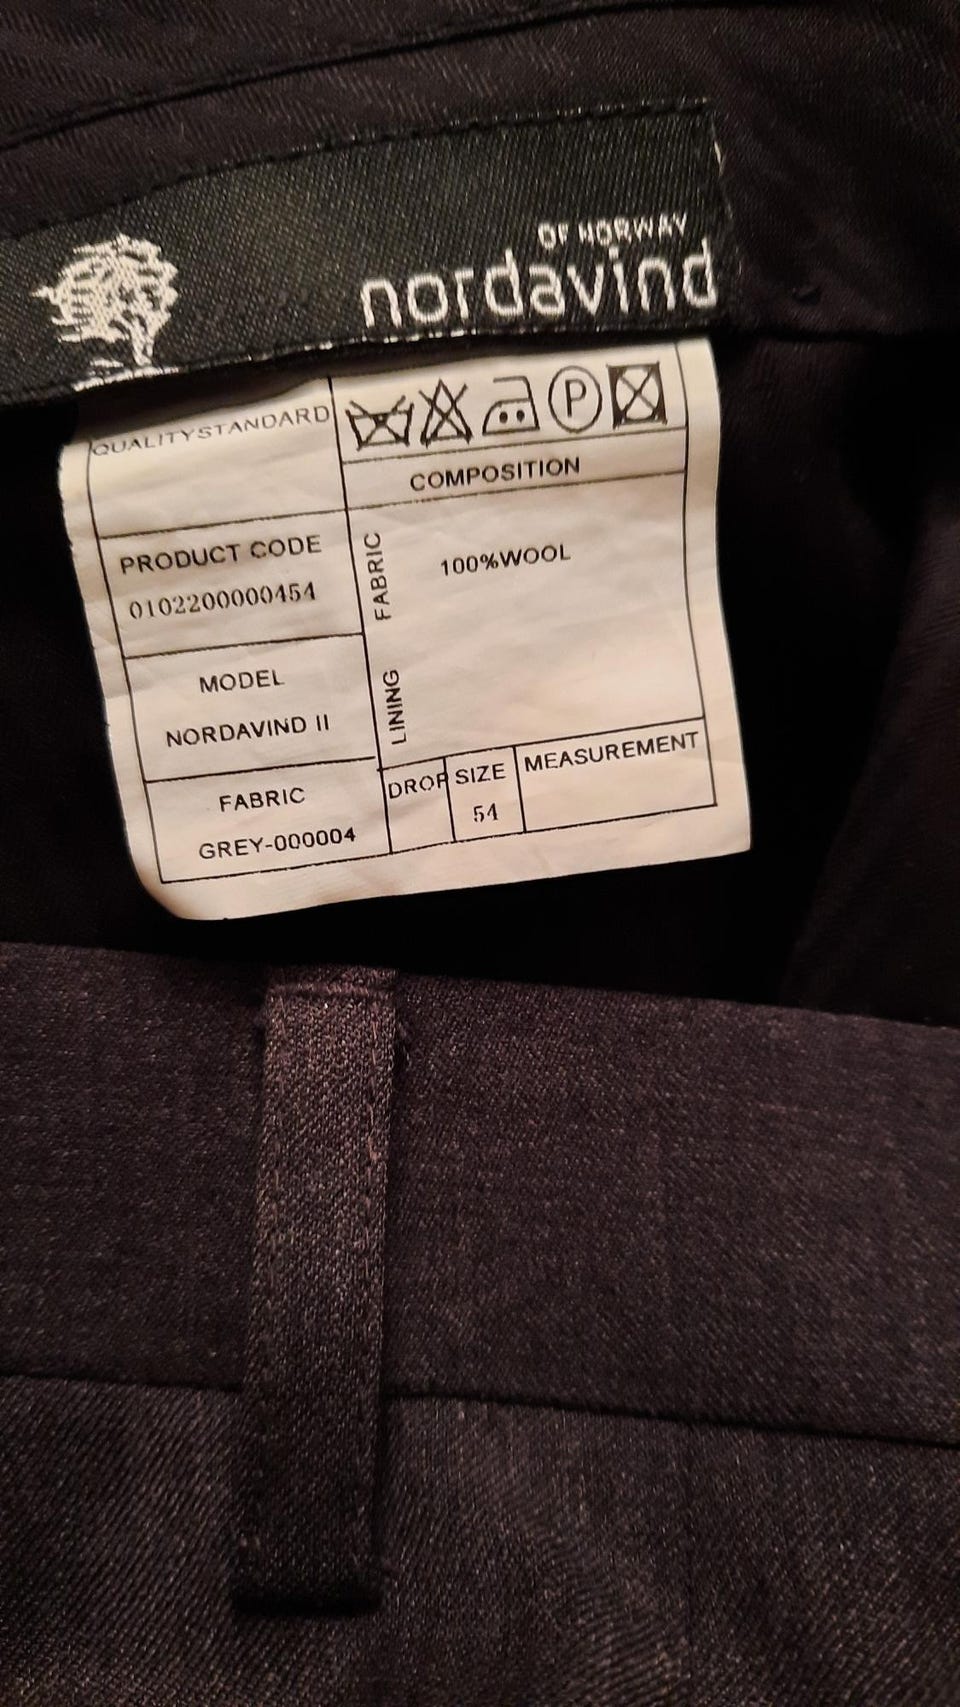 OF NORWAY
nordavind
QUALITYSTANDARD
P
COMPOSITION
PRODUCT CODE
0102200000454
FABRIC
100%WOOL
MODEL
NORDAVIND II
LINING
FABRIC
GREY-000004
DROP
SIZE
54
MEASUREMENT